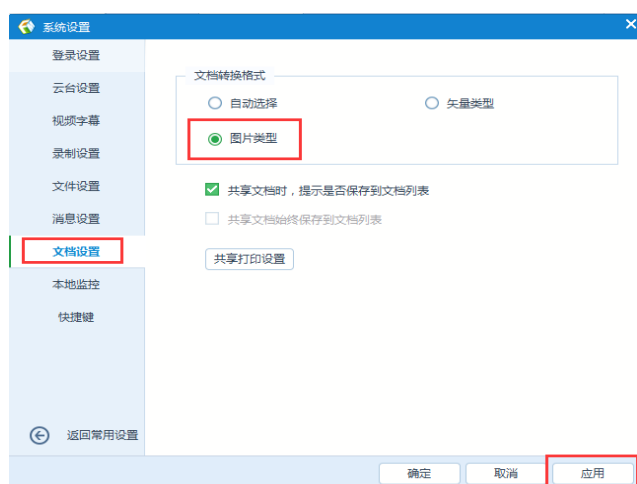 系统设置
登录设置
云台设置
视频字幕
录制设置
文件设置
消息设置
文档设置
本地监控
快捷键
返回常用设置
文档转换格式
自动选择
矢量类型
图片类型
共享文档时，提示是否保存到文档列表
共享文档始终保存到文档列表
共享打印设置
确定
取消
应用